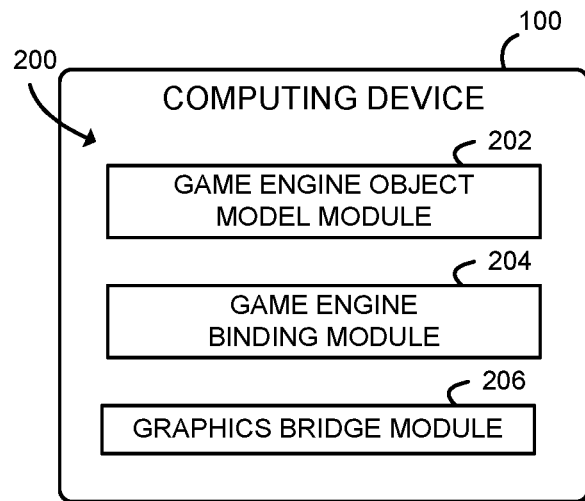 100
200
COMPUTING DEVICE
202
GAME ENGINE OBJECT
MODEL MODULE
204
GAME ENGINE
BINDING MODULE
206
GRAPHICS BRIDGE MODULE